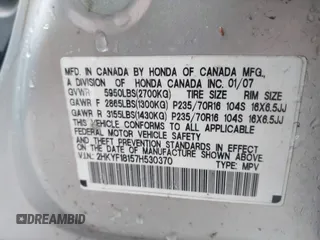 MFD. IN CANADA BY HONDA OF CANADA MFG.,
A DIVISION OF HONDA CANADA INC. 01/07
GVWR 5950LBS(2700KG) TIRE SIZE RIM SIZE
GAWR F 2865LBS(1300KG) P235/70R16 104S 16X6.5JJ
GAWR R 3155LBS(1430KG) P235/70R16 104S 16X6.5JJ
THIS VEHICLE CONFORMS TO ALL APPLICABLE
FEDERAL MOTOR VEHICLE SAFETY AND THEFT
PREVENTION STANDARDS IN EFFECT ON THE DATE
OF MANUFACTURE SHOWN ABOVE.
V.I.N: 2HKYF18157H530370 TYPE: MPV